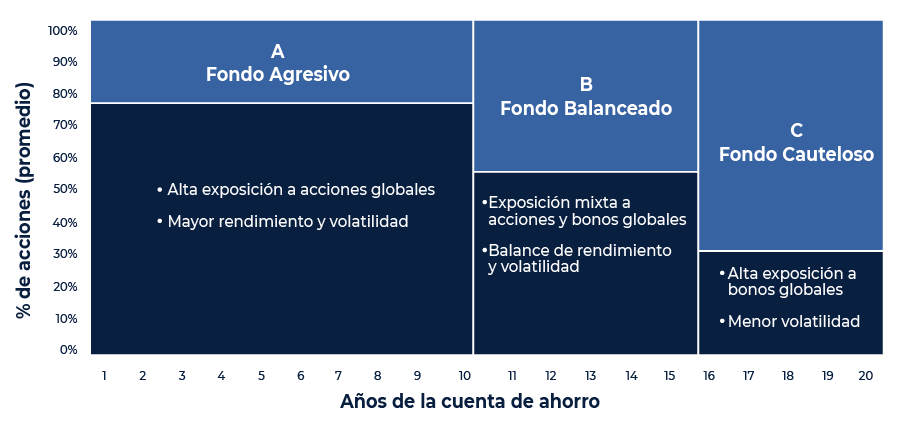 100%
90%
80%
70%
60%
50%
40%
30%
20%
10%
0%
% de acciones (promedio)
A
Fondo Agresivo
• Alta exposición a acciones globales
• Mayor rendimiento y volatilidad
B
Fondo Balanceado
•Exposición mixta a
acciones y bonos globales
•Balance de rendimiento
y volatilidad
C
Fondo Cauteloso
• Alta exposición a
bonos globales
• Menor volatilidad
1 2 3 4 5 6 7 8 9 10 11 12 13 14 15 16 17 18 19 20
Años de la cuenta de ahorro